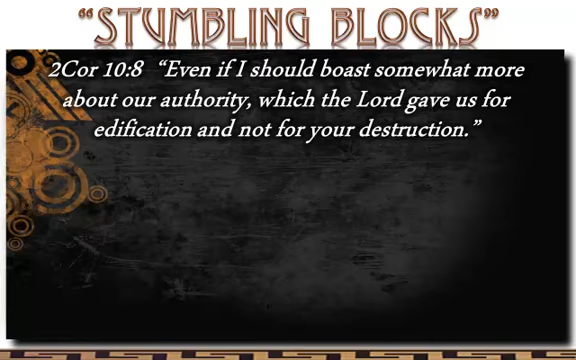 “STUMBLING BLOCKS”
2Cor 10:8 “Even if I should boast somewhat more
about our authority, which the Lord gave us for
edification and not for your destruction.”